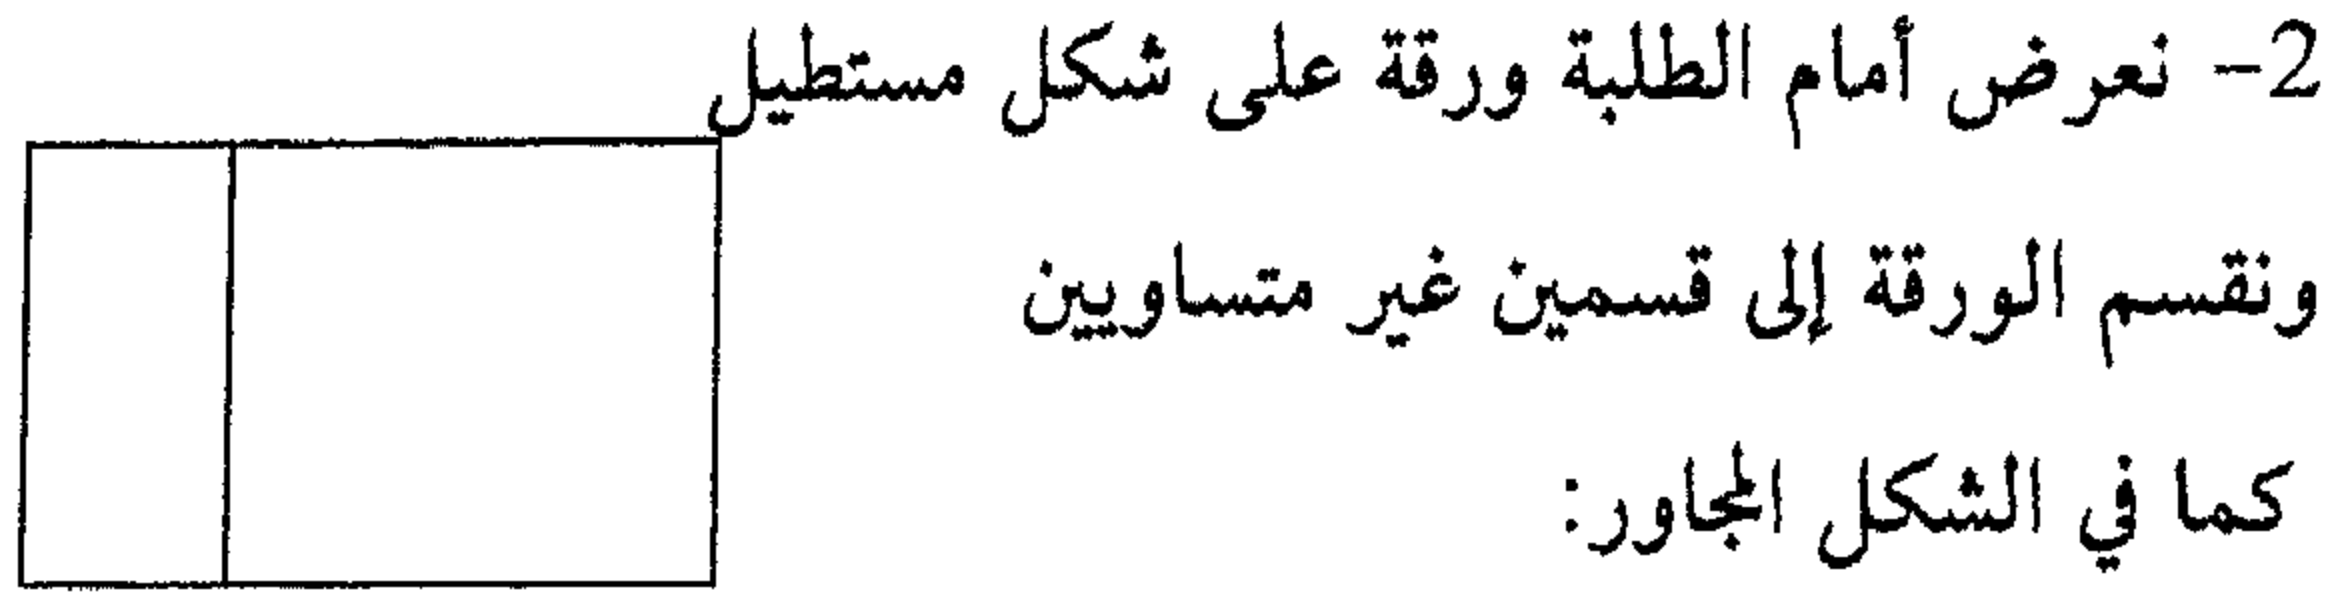 2- نعرض أمام الطلبة ورقة على شكل مستطيل
ونقسم الورقة إلى قسمين غير متساويين
كما في الشكل المجاور: